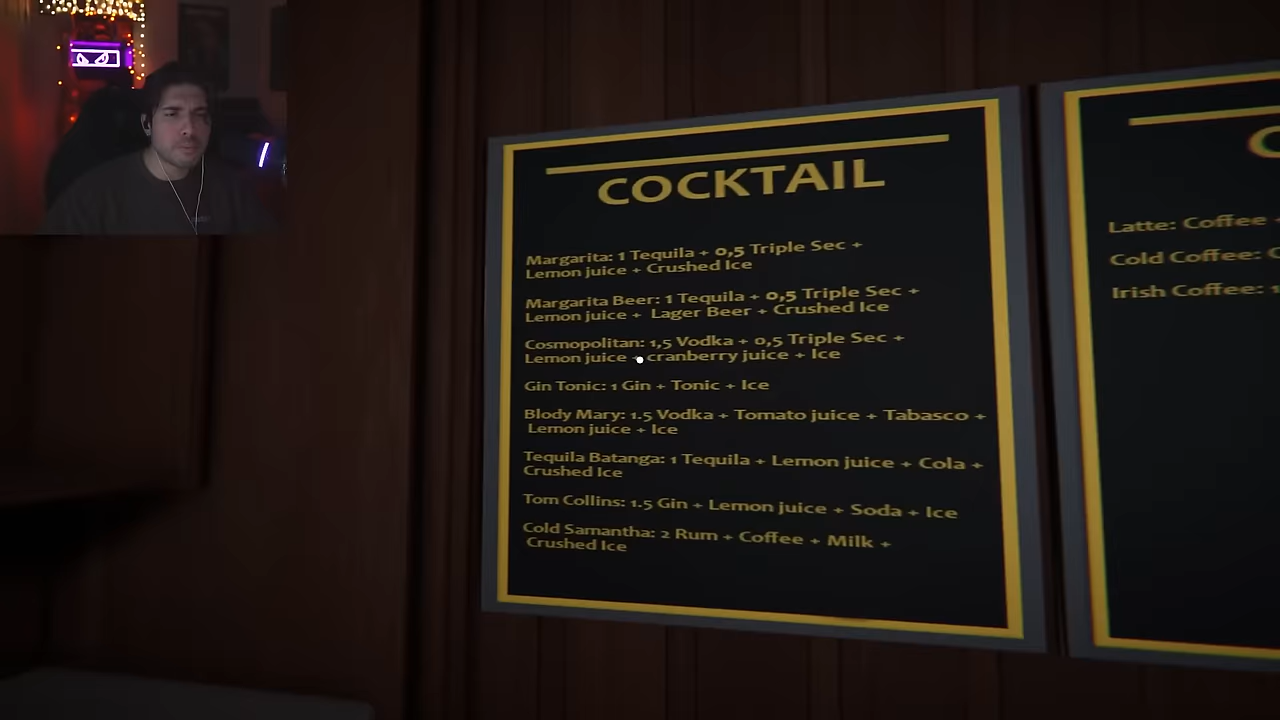 COCKTAIL
Margarita: 1 Tequila + 0,5 Triple Sec +
Lemon juice + Crushed Ice
Margarita Beer: 1 Tequila + 0,5 Triple Sec +
Lemon juice + Lager Beer + Crushed Ice
Cosmopolitan: 1,5 Vodka + 0,5 Triple Sec +
Lemon juice + cranberry juice + Ice
Gin Tonic: 1 Gin + Tonic + Ice
Blody Mary: 1.5 Vodka + Tomato juice + Tabasco +
Lemon juice + Ice
Tequila Batanga: 1 Tequila + Lemon juice + Cola +
Crushed Ice
Tom Collins: 1.5 Gin + Lemon juice + Soda + Ice
Cold Samantha: 2 Rum + Coffee + Milk +
Crushed Ice
Latte: Coffee
Cold Coffee:
Irish Coffee: